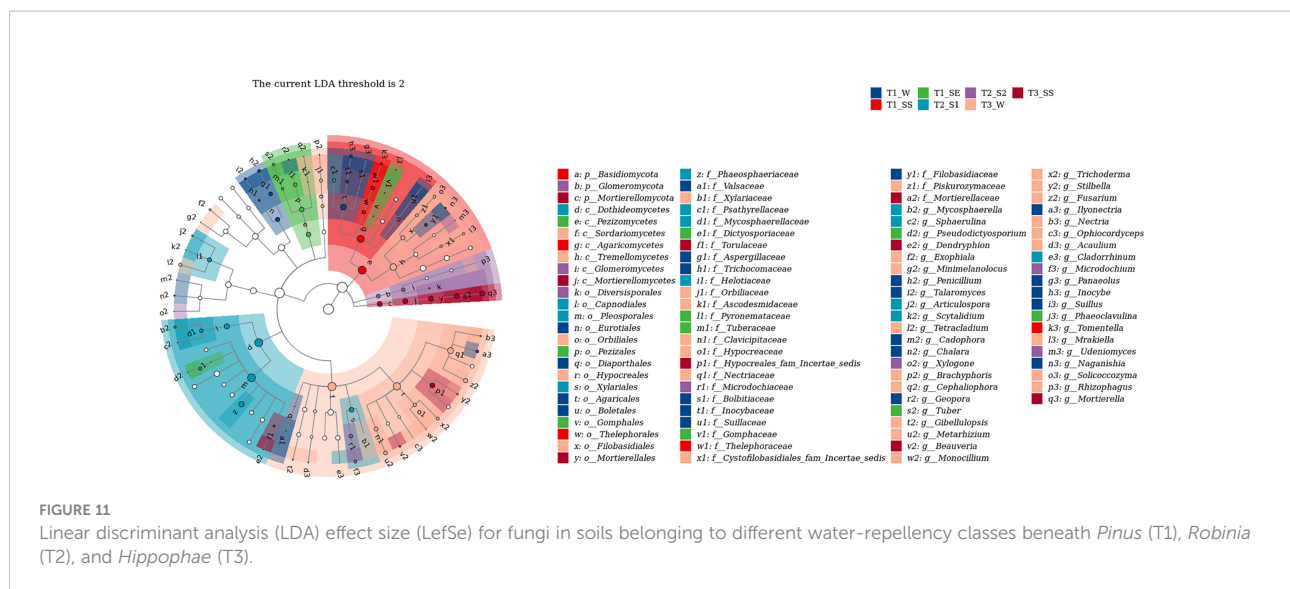 The current LDA threshold is 2
T1_W T1_SE T2_S2 T3_SS
T1_SS T2_S1 T3_W
a: p__Basidiomycota
b: p__Glomeromycota
c: p__Mortierellomycota
d: c__Dothideomycetes
e: c__Pezizomycetes
f: c__Sordariomycetes
g: c__Agaricomycetes
h: c__Tremellomycetes
i: c__Glomeromycetes
j: c__Mortierellomycetes
k: o__Diversisporales
l: o__Capnodiales
m: o__Pleosporales
n: o__Eurotiales
o: o__Orbiliales
p: o__Pezizales
q: o__Diaporthales
r: o__Hypocreales
s: o__Xylariales
t: o__Agaricales
u: o__Boletales
v: o__Gomphales
w: o__Thelephorales
x: o__Filobasidiales
y: o__Mortierellales
z: f__Phaeosphaeriaceae
a1: f__Valsaceae
b1: f__Xylariaceae
c1: f__Psathyrellaceae
d1: f__Mycosphaerellaceae
e1: f__Dictyosporiaceae
f1: f__Torulaceae
g1: f__Aspergillaceae
h1: f__Trichocomaceae
i1: f__Helotiaceae
j1: f__Orbiliaceae
k1: f__Ascodesmidaceae
l1: f__Pyronemataceae
m1: f__Tuberaceae
n1: f__Clavicipitaceae
o1: f__Hypocreaceae
p1: f__Hypocreales_fam_Incertae_sedis
q1: f__Nectriaceae
r1: f__Microdochiaceae
s1: f__Bolbitiaceae
t1: f__Inocybaceae
u1: f__Suillaceae
v1: f__Gomphaceae
w1: f__Thelephoraceae
x1: f__Cystofilobasidiales_fam_Incertae_sedis
y1: f__Filobasidiaceae
z1: f__Piskurozymaceae
a2: f__Mortierellaceae
b2: g__Mycosphaerella
c2: g__Sphaerulina
d2: g__Pseudodictyosporium
e2: g__Dendryphion
f2: g__Exophiala
g2: g__Minimelanolocus
h2: g__Penicillium
i2: g__Talaromyces
j2: g__Articulospora
k2: g__Scytalidium
l2: g__Tetracladium
m2: g__Cadophora
n2: g__Chalara
o2: g__Xylogone
p2: g__Brachyphoris
q2: g__Cephaliophora
r2: g__Geopora
s2: g__Tuber
t2: g__Gibellulopsis
u2: g__Metarhizium
v2: g__Beauveria
w2: g__Monocillium
x2: g__Trichoderma
y2: g__Stilbella
z2: g__Fusarium
a3: g__Ilyonectria
b3: g__Nectria
c3: g__Ophiocordyceps
d3: g__Acaulium
e3: g__Cladorrhinum
f3: g__Microdochium
g3: g__Panaeolus
h3: g__Inocybe
i3: g__Suillus
j3: g__Phaeoclavulina
k3: g__Tomentella
l3: g__Mrakiella
m3: g__Udeniomyces
n3: g__Naganishia
o3: g__Solicoccozyma
p3: g__Rhizophagus
q3: g__Mortierella
FIGURE 11
Linear discriminant analysis (LDA) effect size (LefSe) for fungi in soils belonging to different water-repellency classes beneath Pinus (T1), Robinia
(T2), and Hippophae (T3).